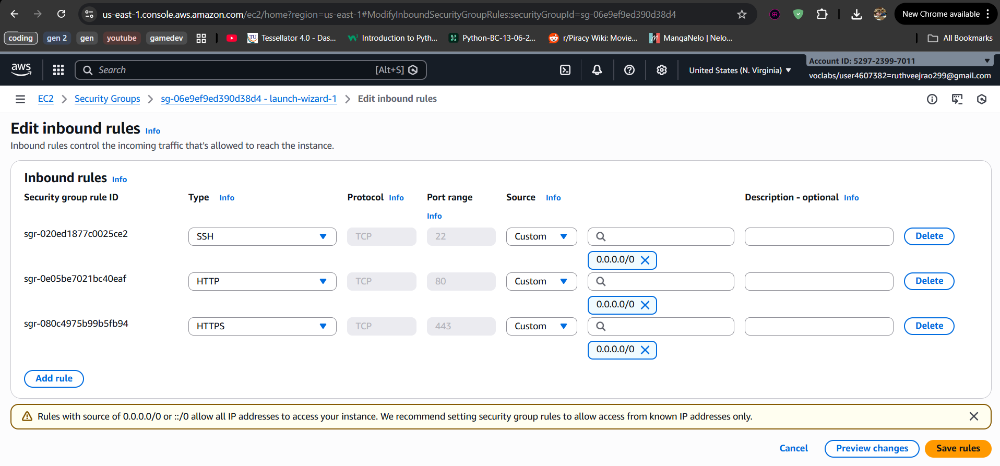 us-east-1.console.aws.amazon.com/ec2/home?region=us-east-1#ModifyInboundSecurityGroupRules:securityGroupId=sg-06e9ef9ed390d38d4
New Chrome available
coding gen 2 gen youtube gamedev Tessellator 4.0 - Das... Introduction to Pyth... Python-BC-13-06-2... r/Piracy Wiki: Movie... MangaNelo | Nelo... All Bookmarks
aws Search [Alt+S] United States (N. Virginia) Account ID: 5297-2399-7011
voclabs/user4607382=ruthveejrao299@gmail.com
EC2 Security Groups sg-06e9ef9ed390d38d4 - launch-wizard-1 Edit inbound rules
Edit inbound rules Info
Inbound rules control the incoming traffic that's allowed to reach the instance.
Inbound rules Info
Security group rule ID Type Info Protocol Info Port range Info Source Info Description - optional Info
sgr-020ed1877c0025ce2 SSH TCP 22 Custom Delete
0.0.0.0/0
sgr-0e05be7021bc40eaf HTTP TCP 80 Custom Delete
0.0.0.0/0
sgr-080c4975b99b5fb94 HTTPS TCP 443 Custom Delete
0.0.0.0/0
Add rule
Rules with source of 0.0.0.0/0 or ::/0 allow all IP addresses to access your instance. We recommend setting security group rules to allow access from known IP addresses only.
Cancel Preview changes Save rules